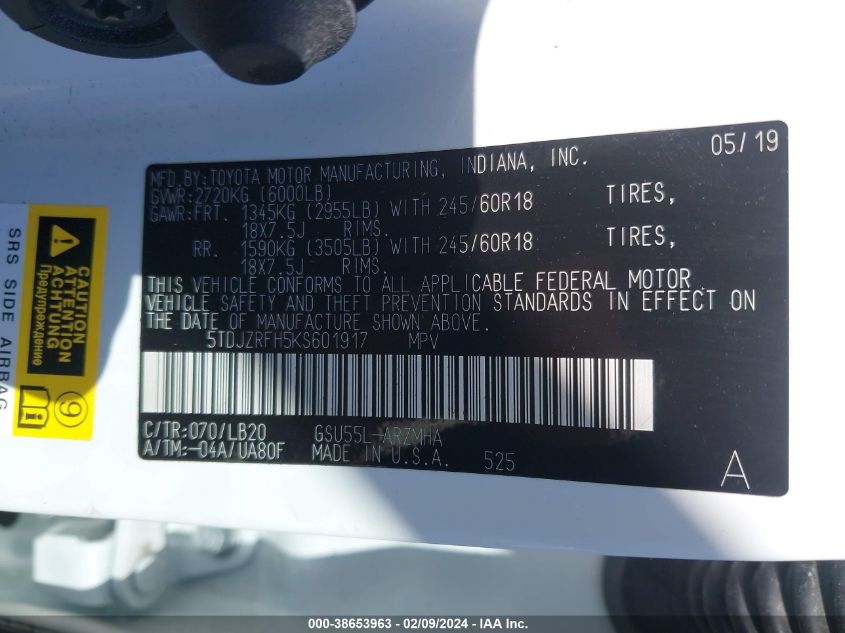 05/19
MFD.BY:TOYOTA MOTOR MANUFACTURING, INDIANA, INC.
GVWR:2720KG (6000LB)
GAWR:FRT. 1345KG (2955LB) WITH 245/60R18 TIRES,
18X7.5J RIMS.
RR. 1590KG (3505LB) WITH 245/60R18 TIRES,
18X7.5J RIMS.
THIS VEHICLE CONFORMS TO ALL APPLICABLE FEDERAL MOTOR
VEHICLE SAFETY AND THEFT PREVENTION STANDARDS IN EFFECT ON
THE DATE OF MANUFACTURE SHOWN ABOVE.
5TDJZRFH5KS601917 MPV
C/TR:070/LB20 GSU55L-ARZMHA
A/TM:-04A/UA80F MADE IN U.S.A. 525
A
SRS SIDE AIRBAG
CAUTION
ATTENTION
ACHTUNG
Предупреждение
9
000-38653963 - 02/09/2024 - IAA Inc.